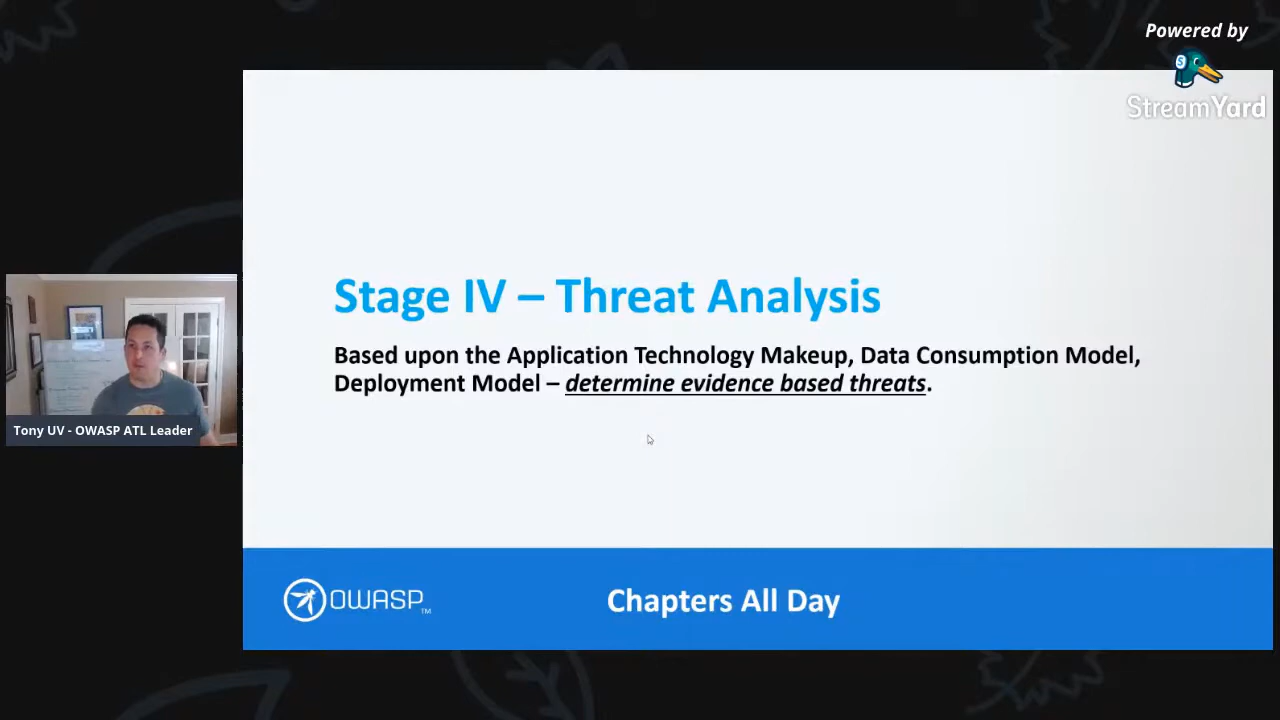 Powered by
StreamYard
Stage IV – Threat Analysis
Based upon the Application Technology Makeup, Data Consumption Model,
Deployment Model – determine evidence based threats.
Tony UV - OWASP ATL Leader
OWASP™
Chapters All Day